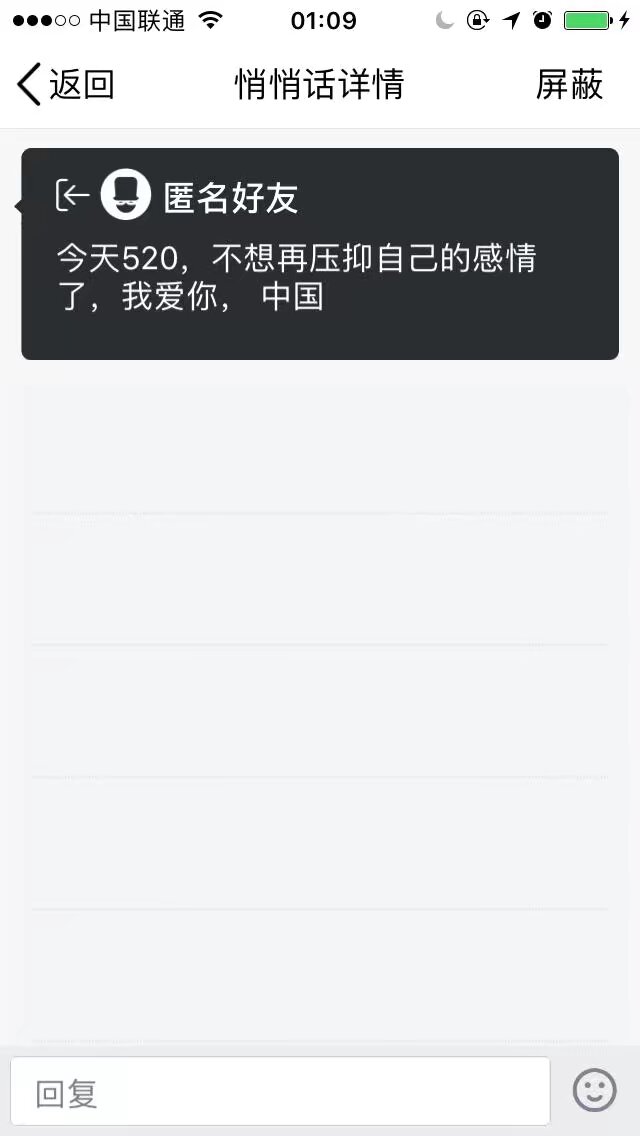 中国联通 01:09
返回 悄悄话详情 屏蔽
匿名好友
今天520，不想再压抑自己的感情
了，我爱你， 中国
回复